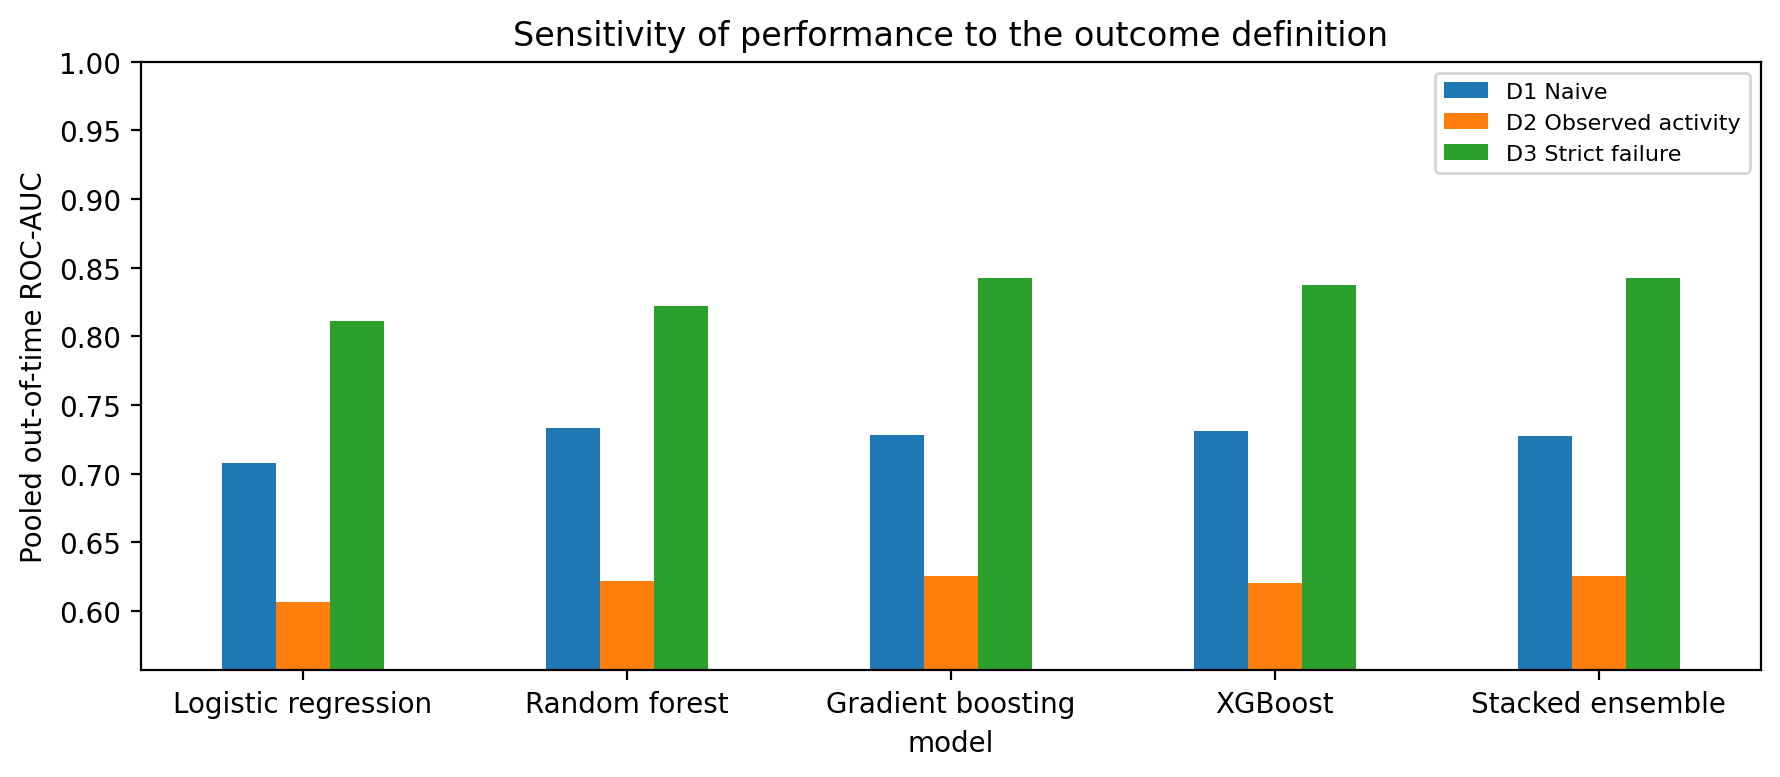 Sensitivity of performance to the outcome definition
Pooled out-of-time ROC-AUC
1.00
0.95
0.90
0.85
0.80
0.75
0.70
0.65
0.60
D1 Naive
D2 Observed activity
D3 Strict failure
Logistic regression
Random forest
Gradient boosting
XGBoost
Stacked ensemble
model